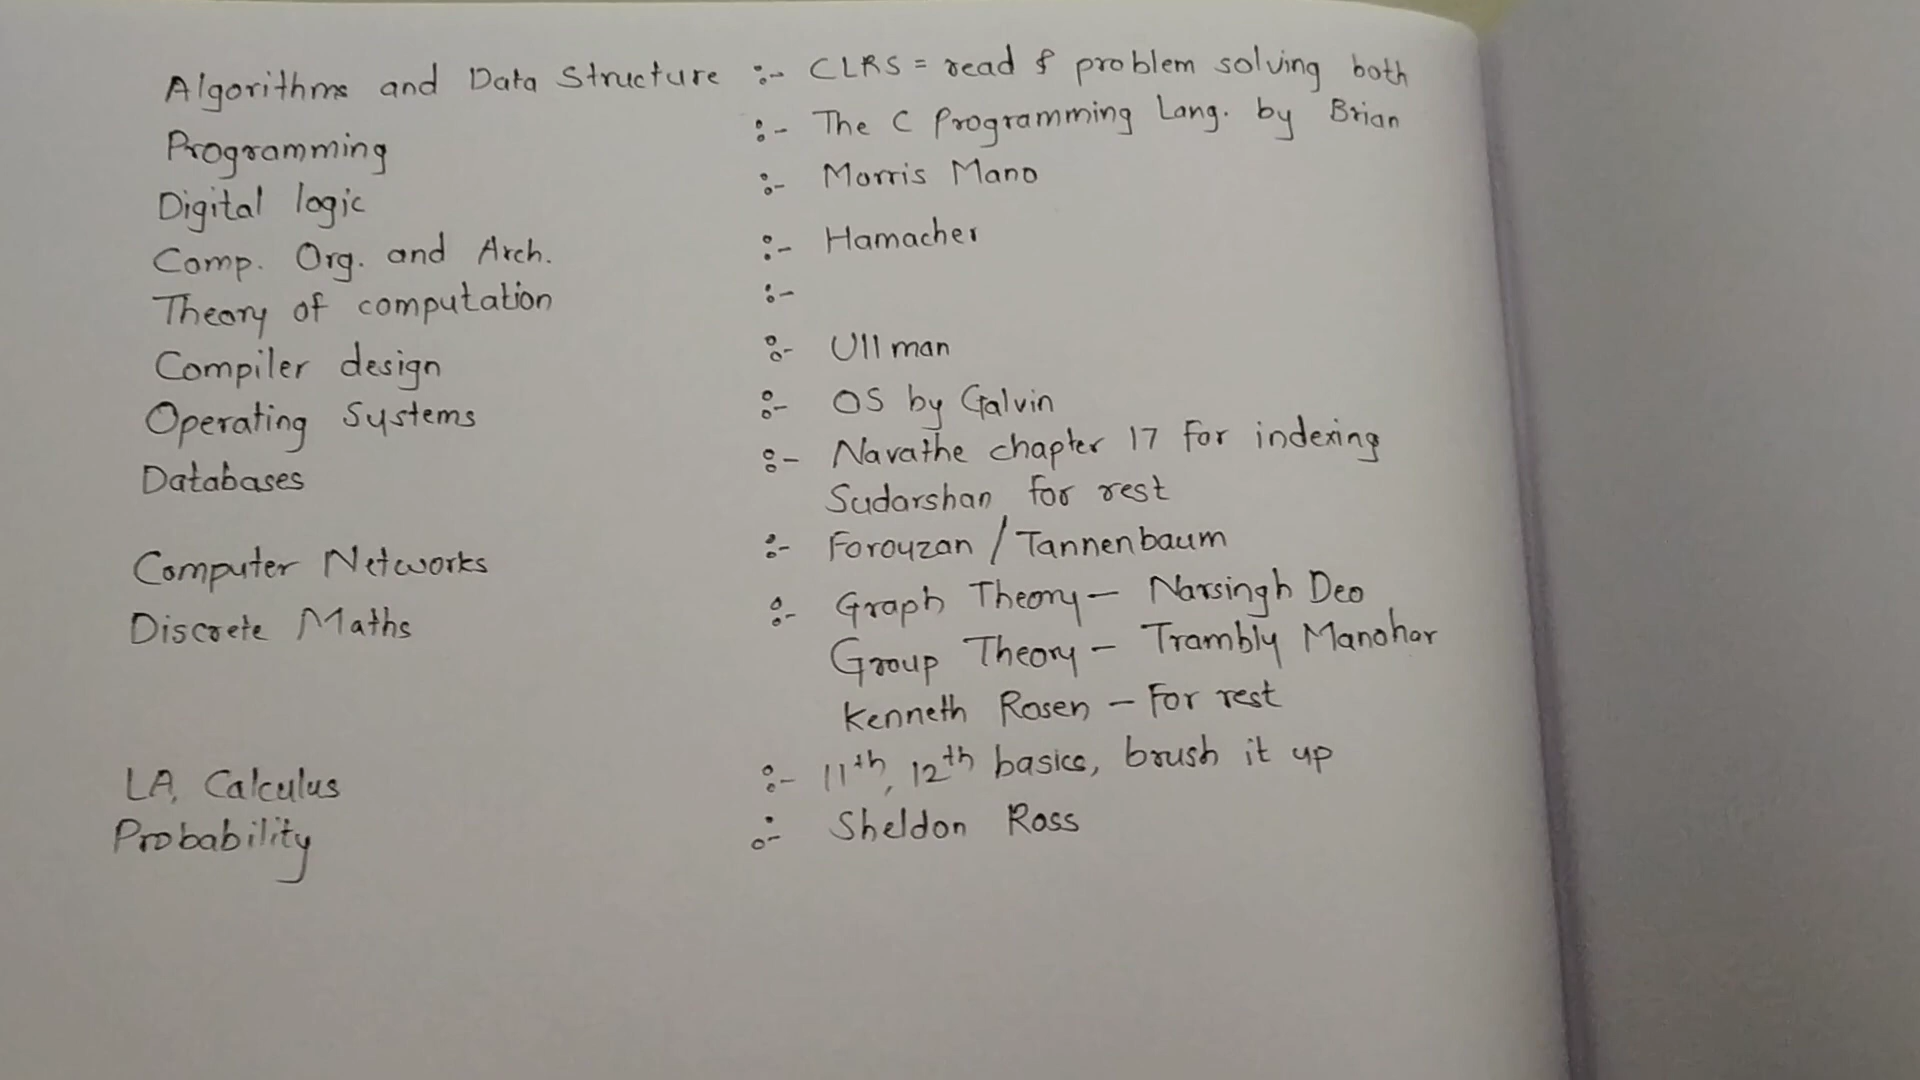 Algorithms and Data Structure :- CLRS = read & problem solving both
Programming :- The C Programming Lang. by Brian
Digital logic :- Morris Mano
Comp. Org. and Arch. :- Hamacher
Theory of computation :-
Compiler design :- Ullman
Operating Systems :- OS by Galvin
Databases :- Navathe chapter 17 for indexing
Sudarshan for rest
Computer Networks :- Forouzan / Tannenbaum
Discrete Maths :- Graph Theory - Narsingh Deo
Group Theory - Trambly Manohar
Kenneth Rosen - For rest
LA, Calculus :- 11th, 12th basics, brush it up
Probability :- Sheldon Ross